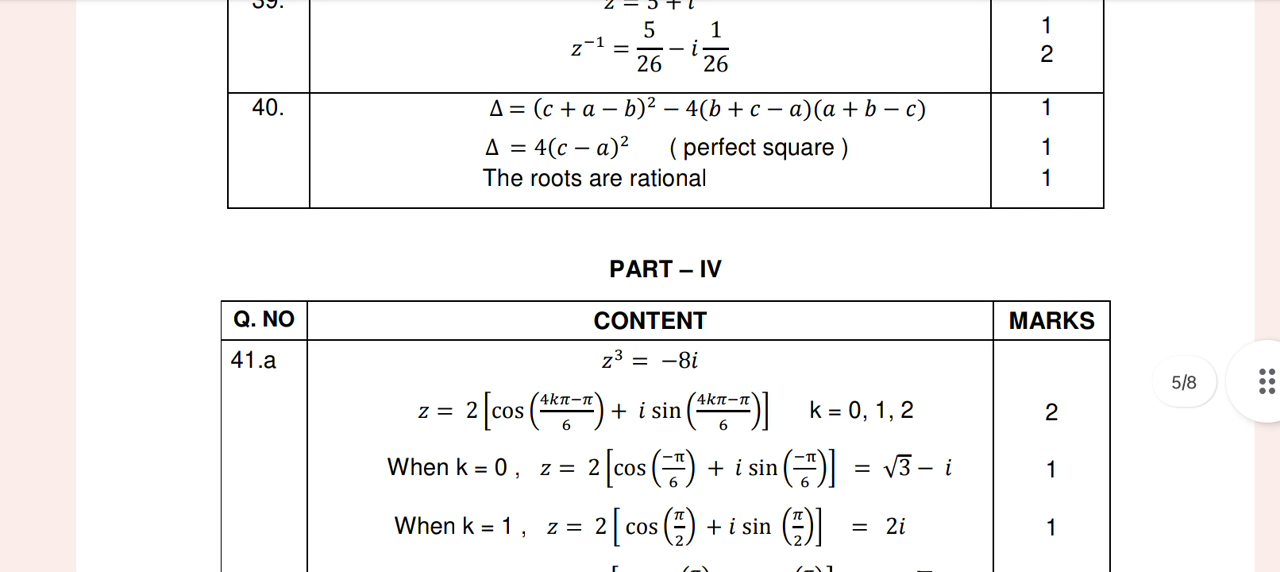 39. z = 5 + i
z⁻¹ = 5/26 − i 1/26
1
2
40. Δ = (c + a − b)² − 4(b + c − a)(a + b − c) 1
Δ = 4(c − a)² ( perfect square ) 1
The roots are rational 1
PART – IV
Q. NO CONTENT MARKS
41.a z³ = −8i
z = 2 [cos (4kπ−π/6) + i sin (4kπ−π/6)] k = 0, 1, 2 2
When k = 0 , z = 2 [cos (−π/6) + i sin (−π/6)] = √3 − i 1
When k = 1 , z = 2 [ cos (π/2) + i sin (π/2)] = 2i 1
5/8